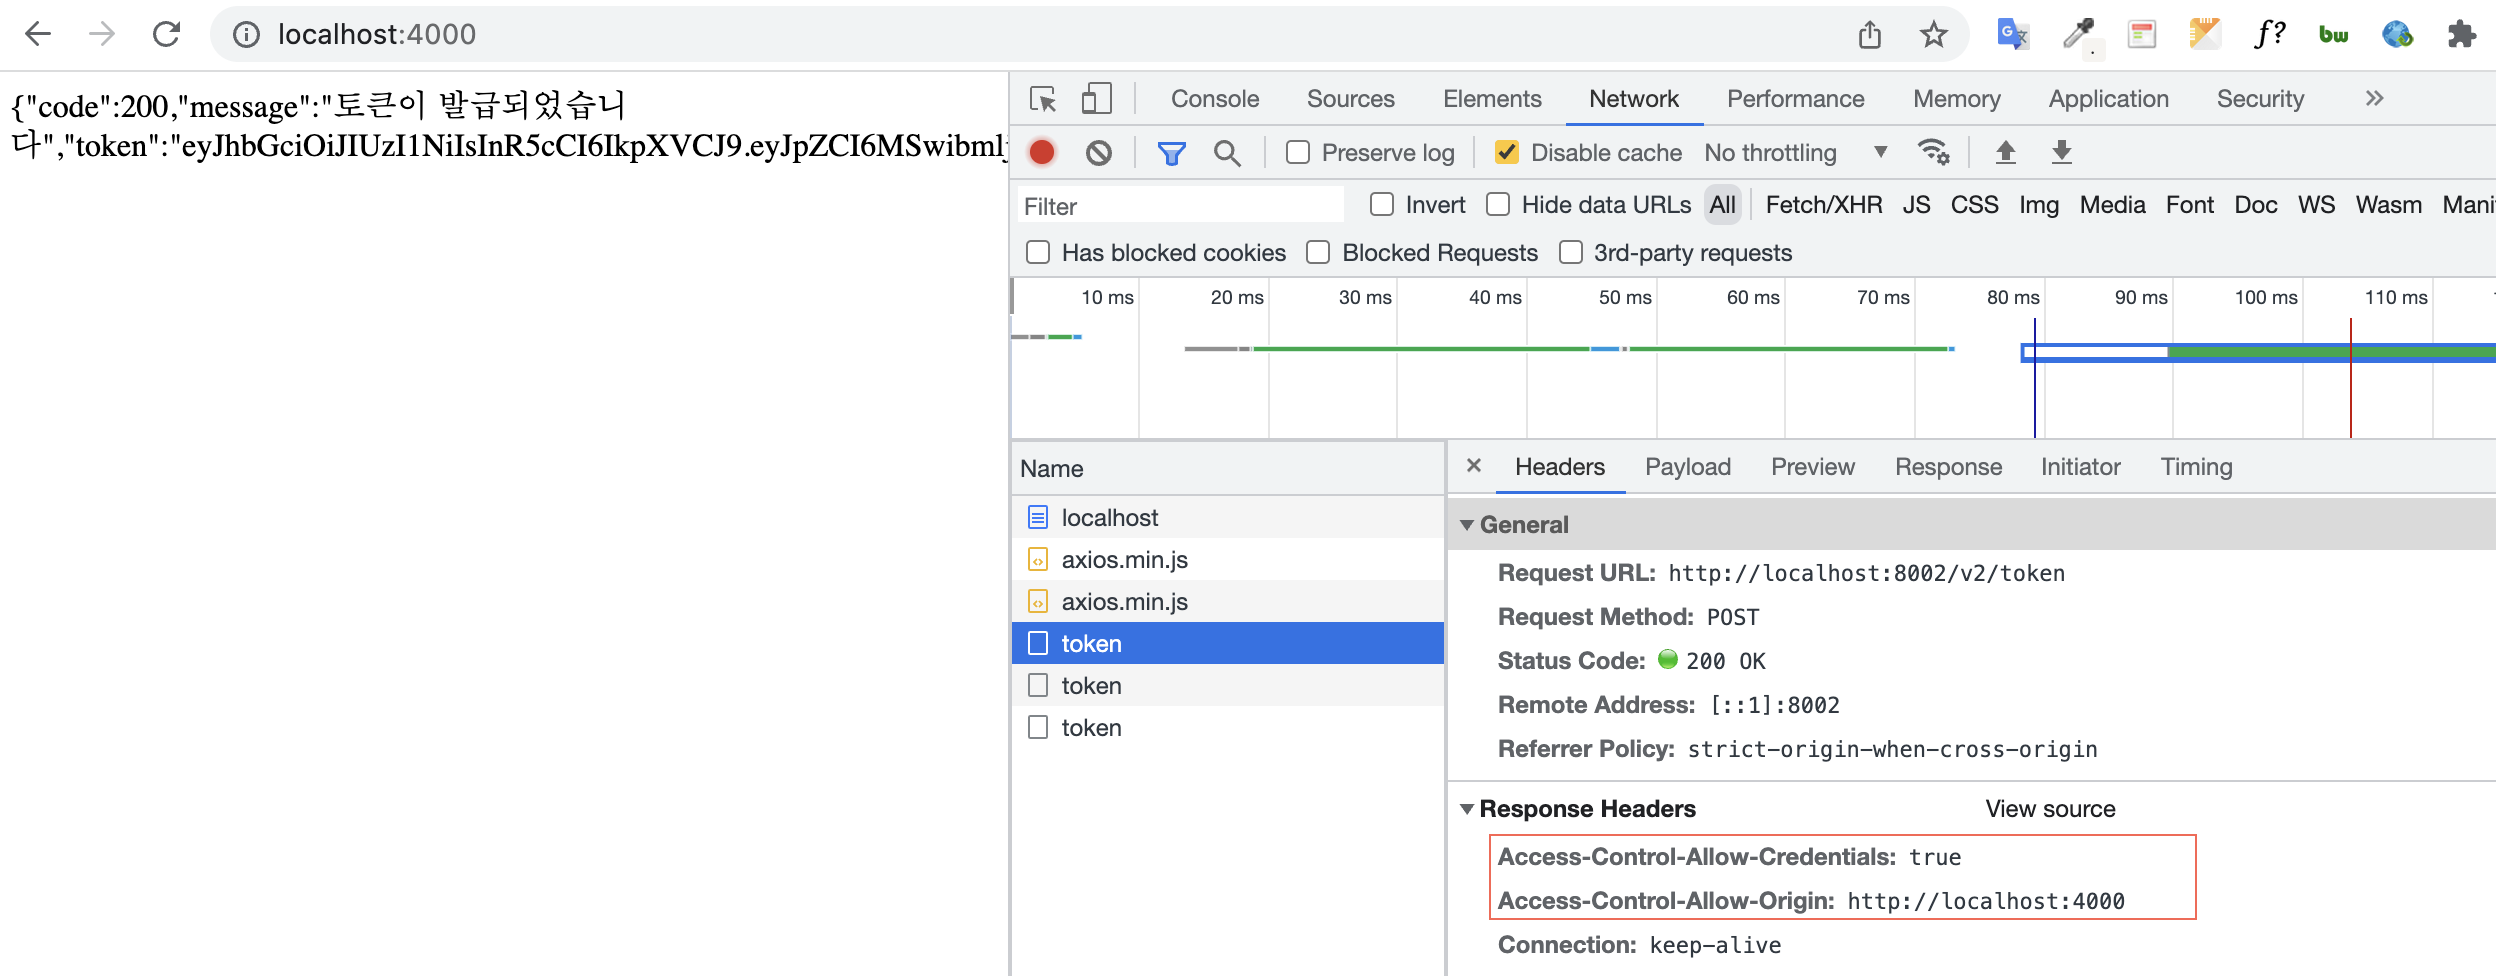 localhost:4000
f?
bw
{"code":200,"message":"토큰이 발급되었습니
다","token":"eyJhbGciOiJIUzI1NiIsInR5cCI6IkpXVCJ9.eyJpZCI6MSwibmlj
Console Sources Elements Network Performance Memory Application Security
Preserve log Disable cache No throttling
Filter Invert Hide data URLs All Fetch/XHR JS CSS Img Media Font Doc WS Wasm Mani
Has blocked cookies Blocked Requests 3rd-party requests
10 ms 20 ms 30 ms 40 ms 50 ms 60 ms 70 ms 80 ms 90 ms 100 ms 110 ms
Name
localhost
axios.min.js
axios.min.js
token
token
token
× Headers Payload Preview Response Initiator Timing
General
Request URL: http://localhost:8002/v2/token
Request Method: POST
Status Code: 200 OK
Remote Address: [::1]:8002
Referrer Policy: strict-origin-when-cross-origin
Response Headers View source
Access-Control-Allow-Credentials: true
Access-Control-Allow-Origin: http://localhost:4000
Connection: keep-alive